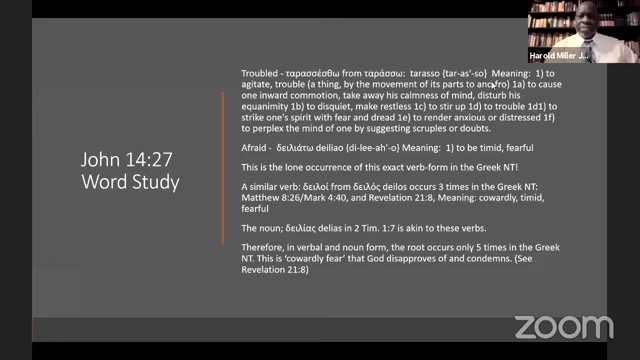 Harold Miller J...
Troubled - ταρασσέσθω from ταράσσω: tarasso {tar-as'-so} Meaning: 1) to
agitate, trouble (a thing, by the movement of its parts to and fro) 1a) to cause
one inward commotion, take away his calmness of mind, disturb his
equanimity 1b) to disquiet, make restless 1c) to stir up 1d) to trouble 1d1) to
strike one's spirit with fear and dread 1e) to render anxious or distressed 1f)
to perplex the mind of one by suggesting scruples or doubts.
Afraid - δειλιάτω deiliao {di-lee-ah'-o} Meaning: 1) to be timid, fearful
John 14:27
Word Study
This is the lone occurrence of this exact verb-form in the Greek NT!
A similar verb: δειλοί from δειλός deilos occurs 3 times in the Greek NT:
Matthew 8:26/Mark 4:40, and Revelation 21:8, Meaning: cowardly, timid,
fearful
The noun; δειλίας delias in 2 Tim. 1:7 is akin to these verbs.
Therefore, in verbal and noun form, the root occurs only 5 times in the Greek
NT. This is 'cowardly fear' that God disapproves of and condemns. (See
Revelation 21:8)
zoom